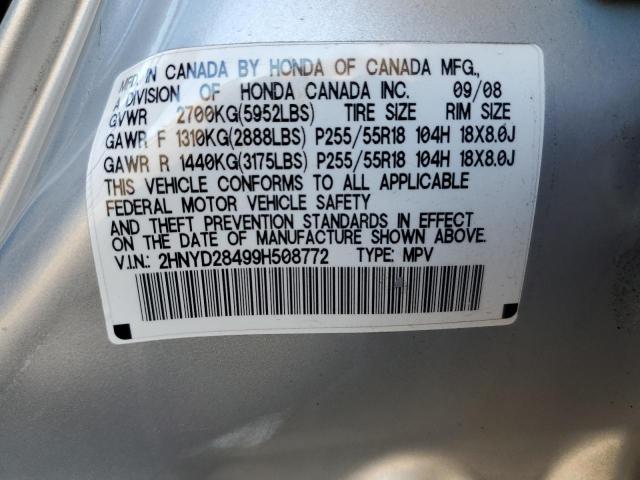 MFD. IN CANADA BY HONDA OF CANADA MFG.,
A DIVISION OF HONDA CANADA INC. 09/08
GVWR 2700KG(5952LBS) TIRE SIZE RIM SIZE
GAWR F 1310KG(2888LBS) P255/55R18 104H 18X8.0J
GAWR R 1440KG(3175LBS) P255/55R18 104H 18X8.0J
THIS VEHICLE CONFORMS TO ALL APPLICABLE
FEDERAL MOTOR VEHICLE SAFETY
AND THEFT PREVENTION STANDARDS IN EFFECT
ON THE DATE OF MANUFACTURE SHOWN ABOVE.
V.I.N.: 2HNYD28499H508772 TYPE: MPV